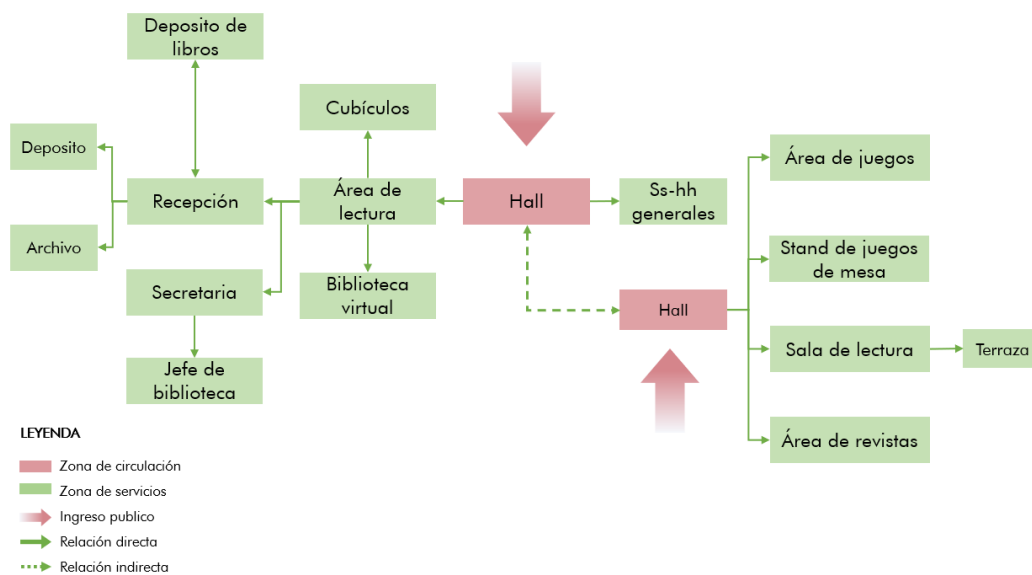 Deposito de
libros
Cubículos
Deposito
Área de juegos
Recepción
Área de
lectura
Hall
Ss-hh
generales
Archivo
Stand de juegos
de mesa
Secretaria
Biblioteca
virtual
Hall
Sala de lectura
Terraza
Jefe de
biblioteca
Área de revistas
LEYENDA
Zona de circulación
Zona de servicios
Ingreso publico
Relación directa
Relación indirecta